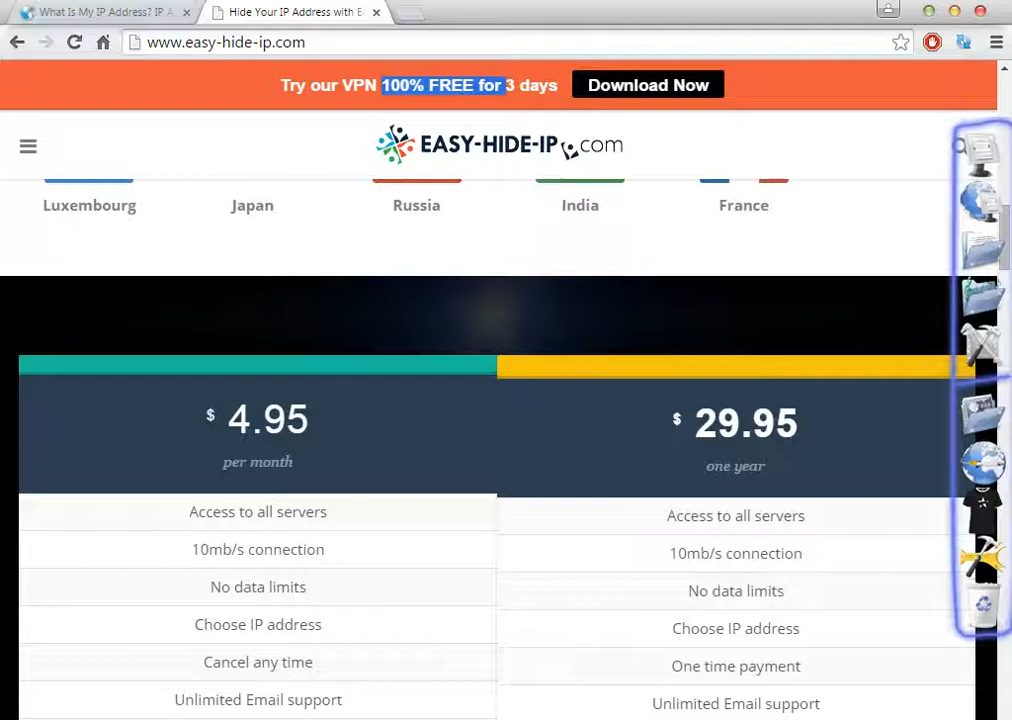 What Is My IP Address? IP A
Hide Your IP Address with E
www.easy-hide-ip.com
Try our VPN 100% FREE for 3 days
Download Now
EASY-HIDE-IP.com
Luxembourg
Japan
Russia
India
France
$ 4.95
per month
Access to all servers
10mb/s connection
No data limits
Choose IP address
Cancel any time
Unlimited Email support
$ 29.95
one year
Access to all servers
10mb/s connection
No data limits
Choose IP address
One time payment
Unlimited Email support